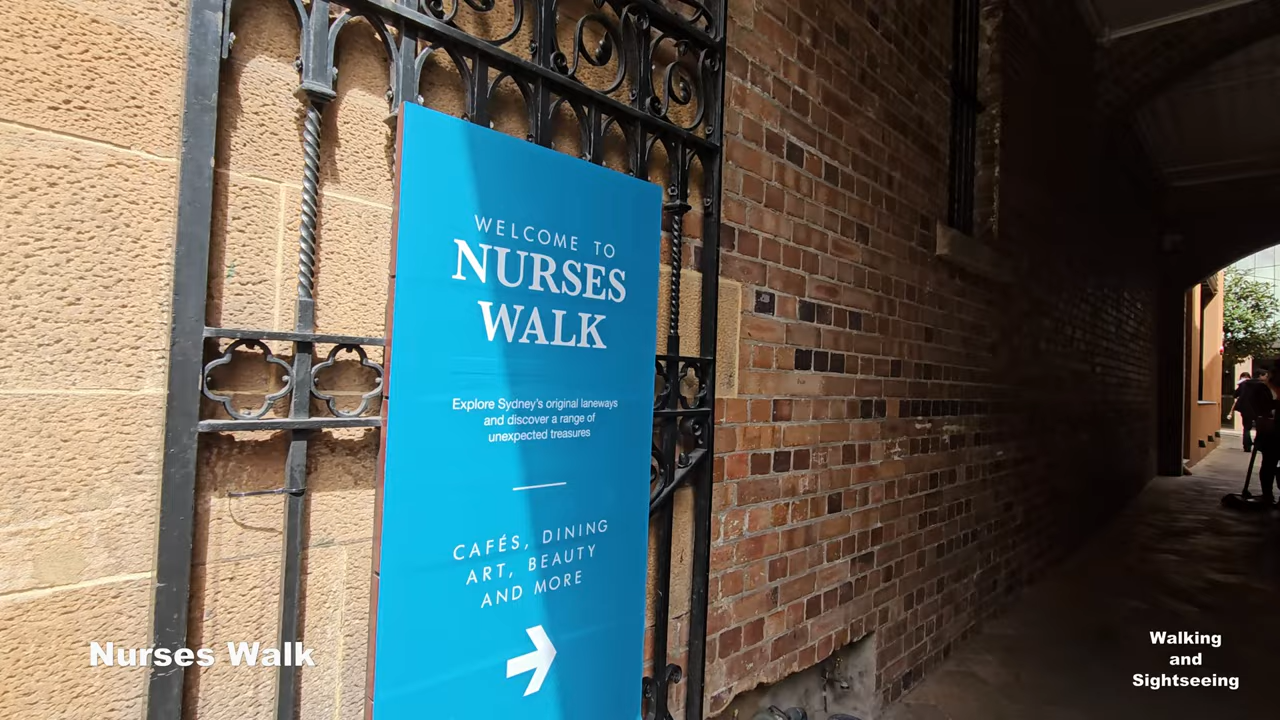 WELCOME TO
NURSES
WALK
Explore Sydney's original laneways
and discover a range of
unexpected treasures
CAFÉS, DINING
ART, BEAUTY
AND MORE
Nurses Walk
Walking
and
Sightseeing